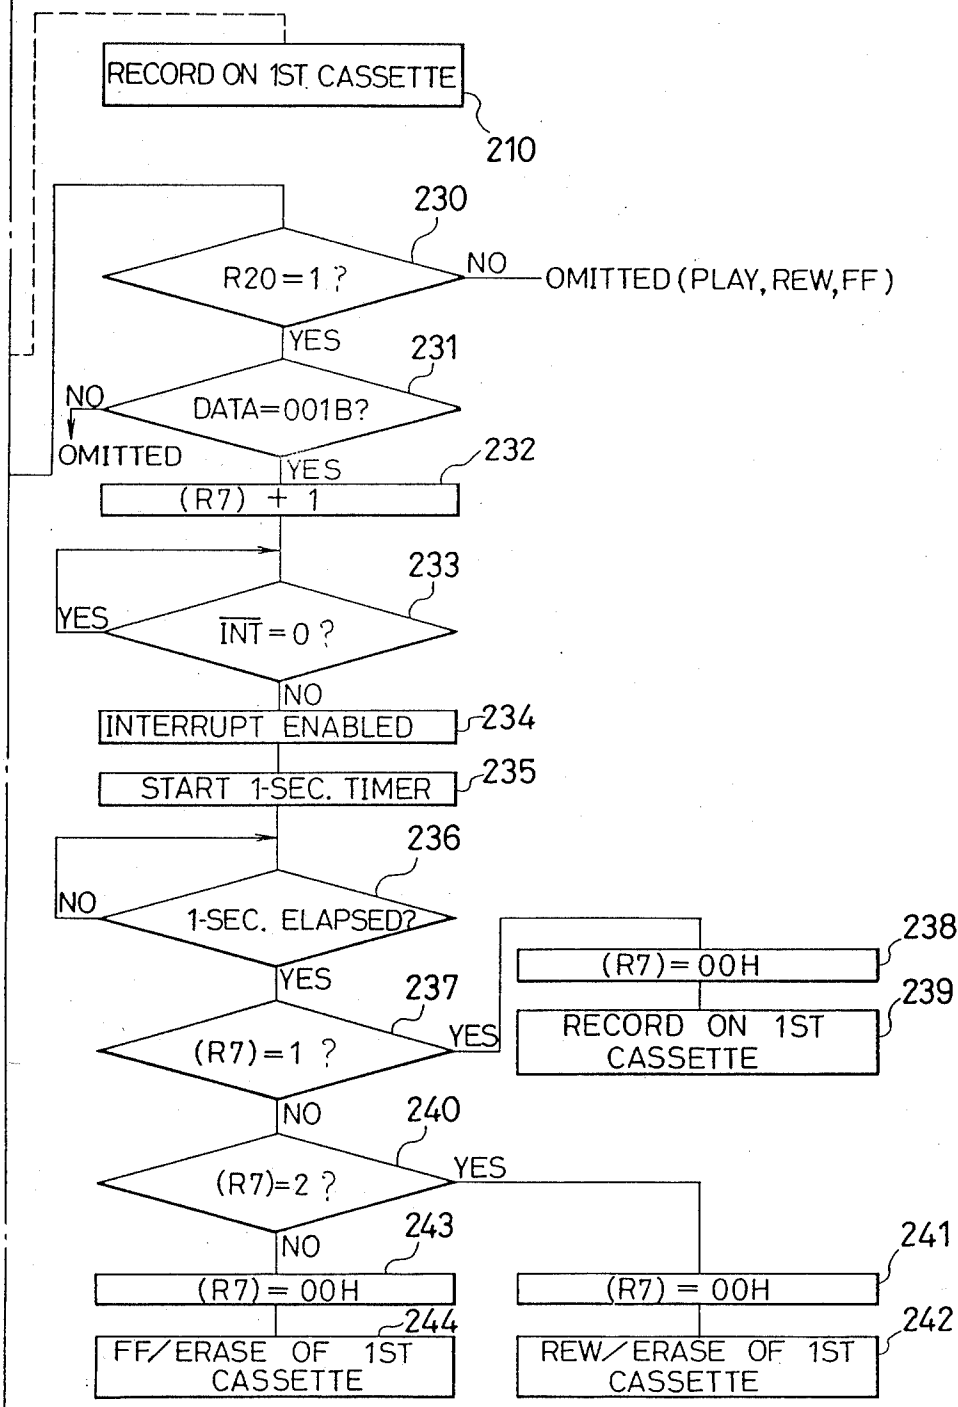 RECORD ON 1ST. CASSETTE
210
230
R20=1 ?
NO
OMITTED (PLAY, REW, FF)
YES
231
NO
DATA=001B?
OMITTED
YES
232
(R7) + 1
233
YES
I̅N̅T̅ = 0 ?
NO
INTERRUPT ENABLED
234
START 1-SEC. TIMER
235
236
NO
1-SEC. ELAPSED?
YES
238
(R7)=00H
237
239
YES
RECORD ON 1ST
CASSETTE
(R7)=1 ?
NO
240
YES
(R7)=2 ?
NO
243
241
(R7)=00H
(R7)=00H
244
242
FF/ERASE OF 1ST
CASSETTE
REW/ERASE OF 1ST
CASSETTE